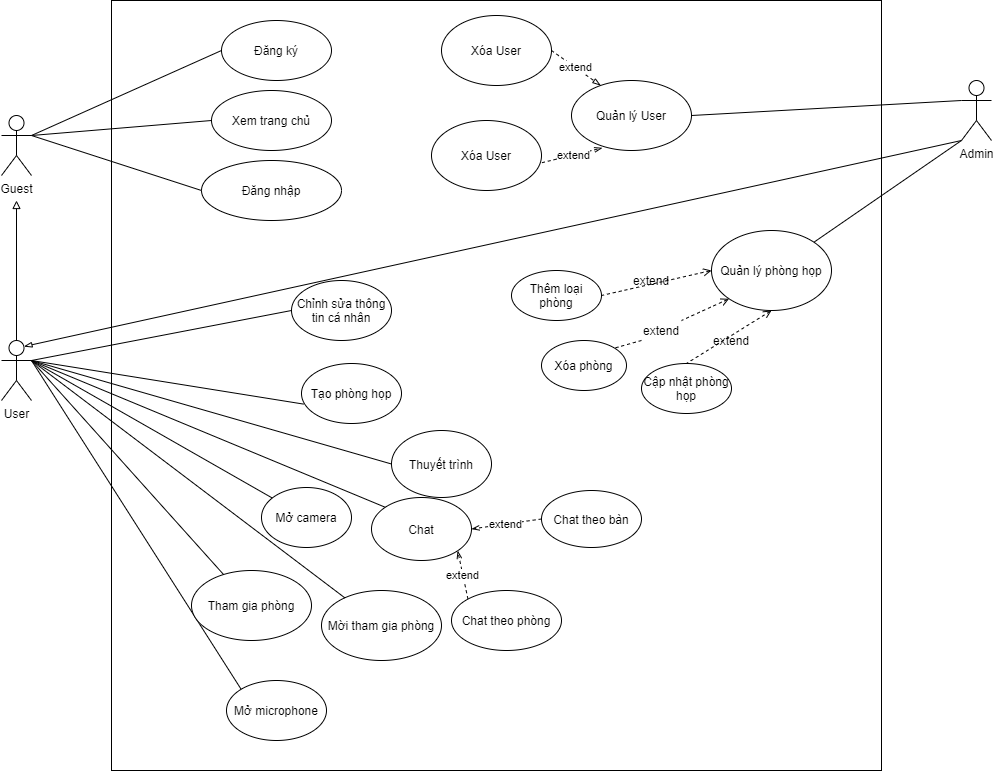 Đăng ký
Xóa User
extend
Xem trang chủ
Quản lý User
Xóa User
extend
Admin
Guest
Đăng nhập
Quản lý phòng họp
Thêm loại
phòng
extend
Chỉnh sửa thông
tin cá nhân
extend
extend
Xóa phòng
Cập nhật phòng
họp
Tạo phòng họp
User
Thuyết trình
Mở camera
Chat
extend
Chat theo bàn
extend
Tham gia phòng
Mời tham gia phòng
Chat theo phòng
Mở microphone